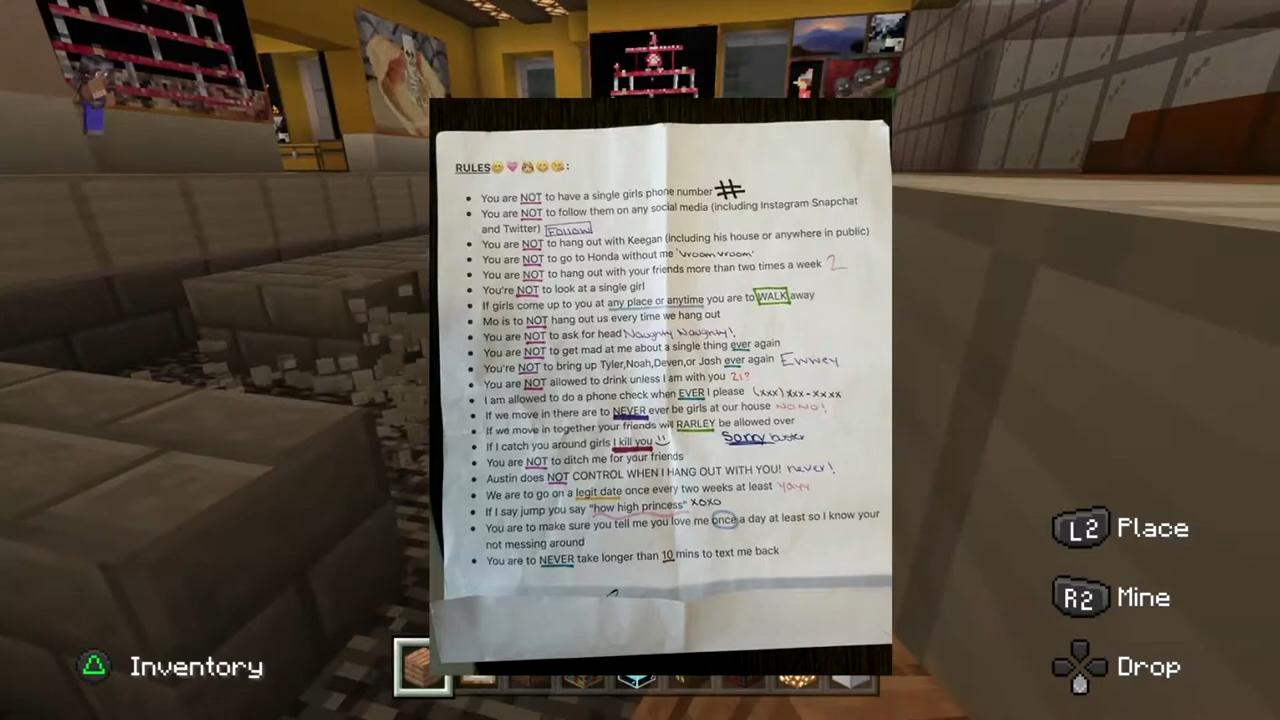 RULES😊💗👸😊😘:
You are NOT to have a single girls phone number #
You are NOT to follow them on any social media (including Instagram Snapchat
and Twitter) FOLLOW
You are NOT to hang out with Keegan (including his house or anywhere in public)
You are NOT to go to Honda without me 'vroom vroom'
You are NOT to hang out with your friends more than two times a week 2
You're NOT to look at a single girl
If girls come up to you at any place or anytime you are to WALK away
Mo is to NOT hang out us every time we hang out
You are NOT to ask for head Naughty Naughty!
You are NOT to get mad at me about a single thing ever again
You're NOT to bring up Tyler,Noah,Deven,or Josh ever again Ewwey
You are NOT allowed to drink unless I am with you 21?
I am allowed to do a phone check when EVER I please (xxx)xxx-xxxx
If we move in there are to NEVER ever be girls at our house NONO!
If we move in together your friends will RARLEY be allowed over
If I catch you around girls I kill you :) Sorry buster
You are NOT to ditch me for your friends
Austin does NOT CONTROL WHEN I HANG OUT WITH YOU! never!
We are to go on a legit date once every two weeks at least yayy
If I say jump you say "how high princess" xoxo
You are to make sure you tell me you love me once a day at least so I know your
not messing around
You are to NEVER take longer than 10 mins to text me back
L2 Place
R2 Mine
Inventory
Drop